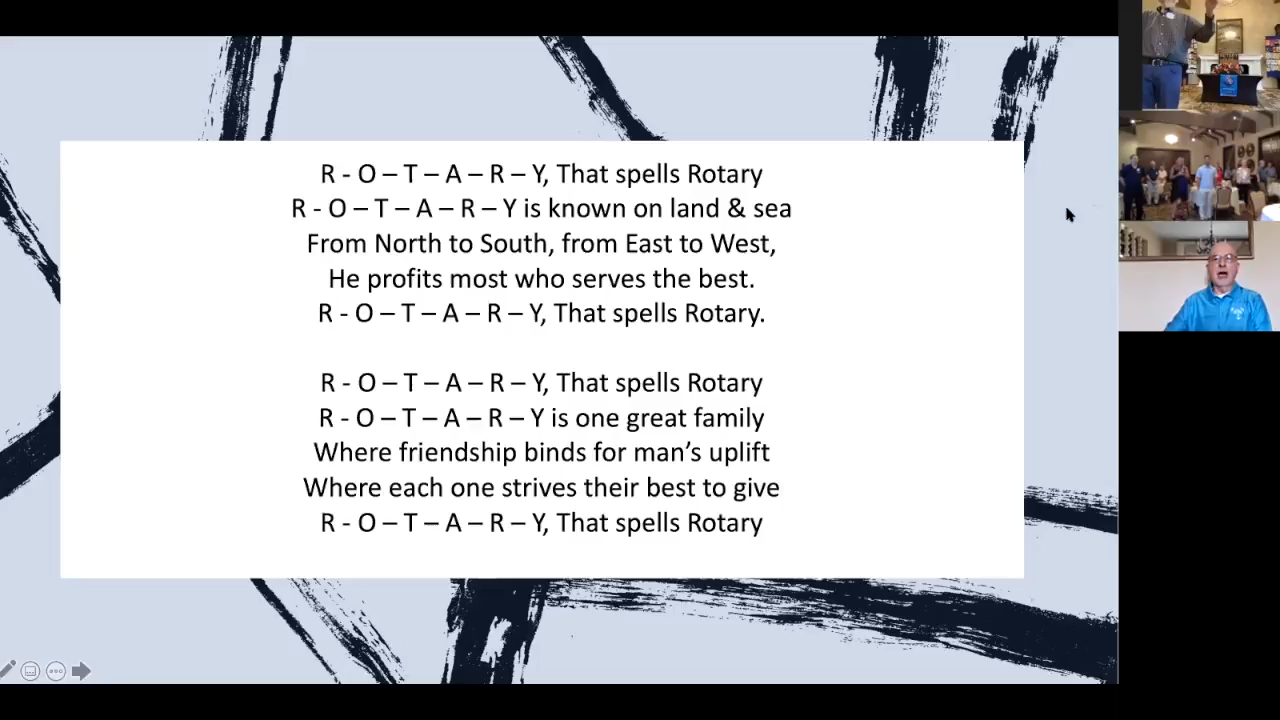 R - O – T – A – R – Y, That spells Rotary
R - O – T – A – R – Y is known on land & sea
From North to South, from East to West,
He profits most who serves the best.
R - O – T – A – R – Y, That spells Rotary.
R - O – T – A – R – Y, That spells Rotary
R - O – T – A – R – Y is one great family
Where friendship binds for man’s uplift
Where each one strives their best to give
R - O – T – A – R – Y, That spells Rotary